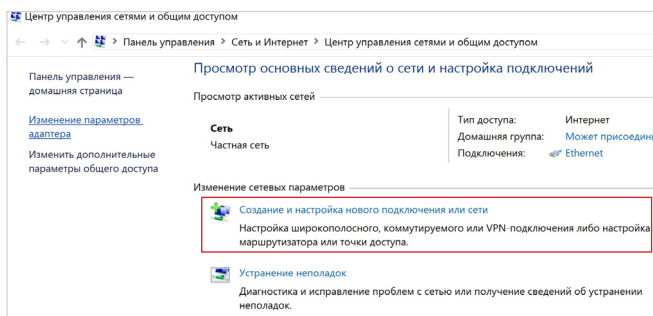 Центр управления сетями и общим доступом
Панель управления > Сеть и Интернет > Центр управления сетями и общим доступом
Панель управления —
домашняя страница
Изменение параметров
адаптера
Изменить дополнительные
параметры общего доступа
Просмотр основных сведений о сети и настройка подключений
Просмотр активных сетей
Сеть
Частная сеть
Тип доступа: Интернет
Домашняя группа: Может присоедини
Подключения: Ethernet
Изменение сетевых параметров
Создание и настройка нового подключения или сети
Настройка широкополосного, коммутируемого или VPN-подключения либо настройка
маршрутизатора или точки доступа.
Устранение неполадок
Диагностика и исправление проблем с сетью или получение сведений об устранении
неполадок.